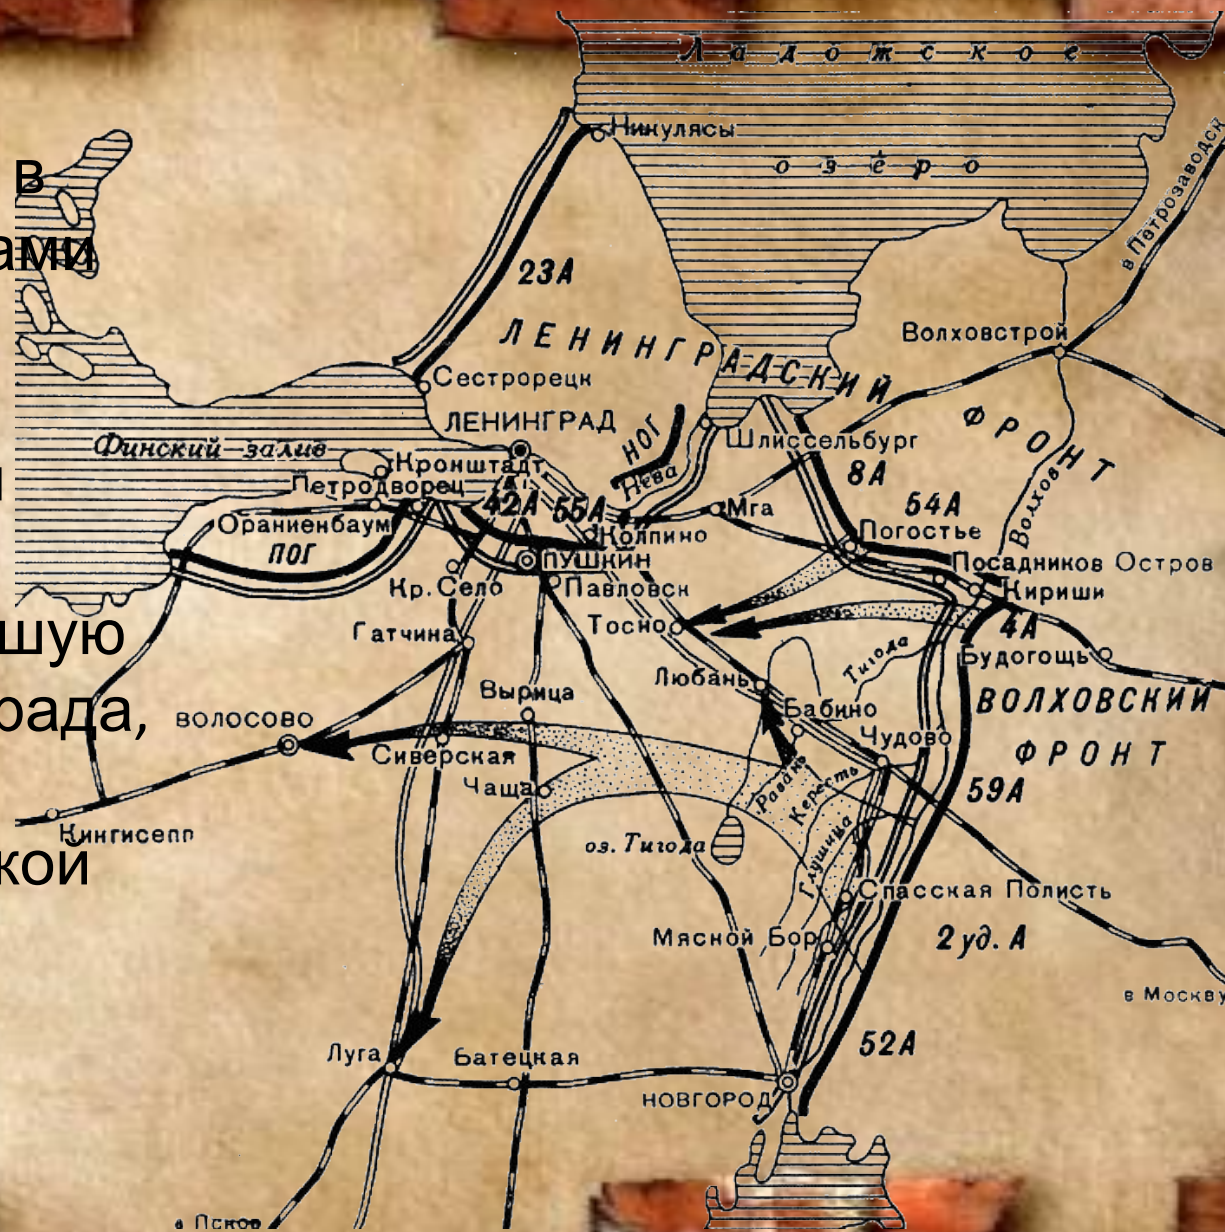 Ладожское
озеро
Никулясы
в Петрозаводск
в
ами
23А
ЛЕНИНГРАДСКИЙ
ФРОНТ
Волховстрой
Сестрорецк
ЛЕНИНГРАД
НОГ
Шлиссельбург
Финский залив
Кронштадт
Нева
8А
Волхов
Петродворец
42А
55А
Мга
54А
Ораниенбаум
Колпино
Погостье
ПОГ
ПУШКИН
Посадников Остров
Кр. Село
Павловск
Кириши
шую
Гатчина
Тосно
4А
Тигода
Будогощь
Любань
Вырица
рада,
ВОЛОСОВО
Бабино
ВОЛХОВСКИЙ
ФРОНТ
Чудово
Сиверская
Чаща
Равань
Кересть
59А
Кингисепп
оз. Тигода
Глушица
кой
Спасская Полисть
Мясной Бор
2 уд. А
в Москву
52А
Луга
Батецкая
НОВГОРОД
в Псков